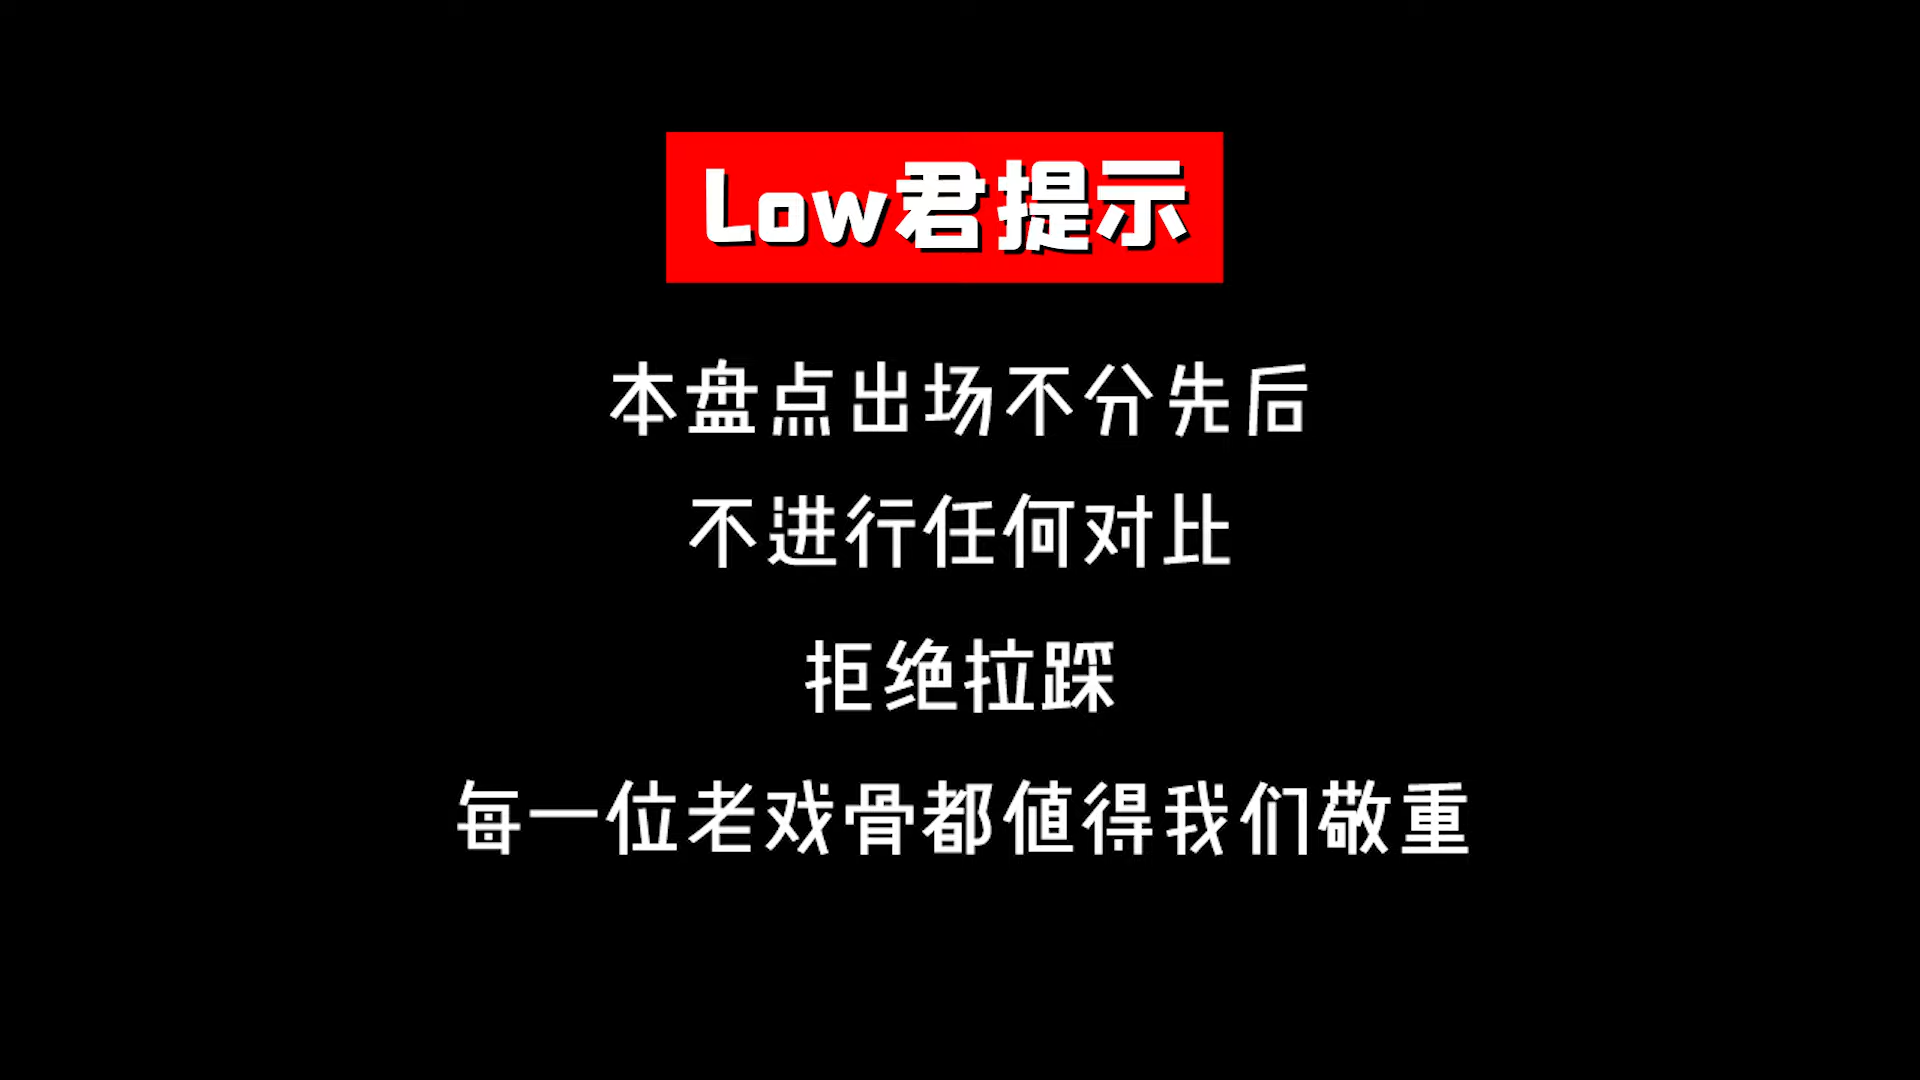 Low君提示
本盘点出场不分先后
不进行任何对比
拒绝拉踩
每一位老戏骨都值得我们敬重